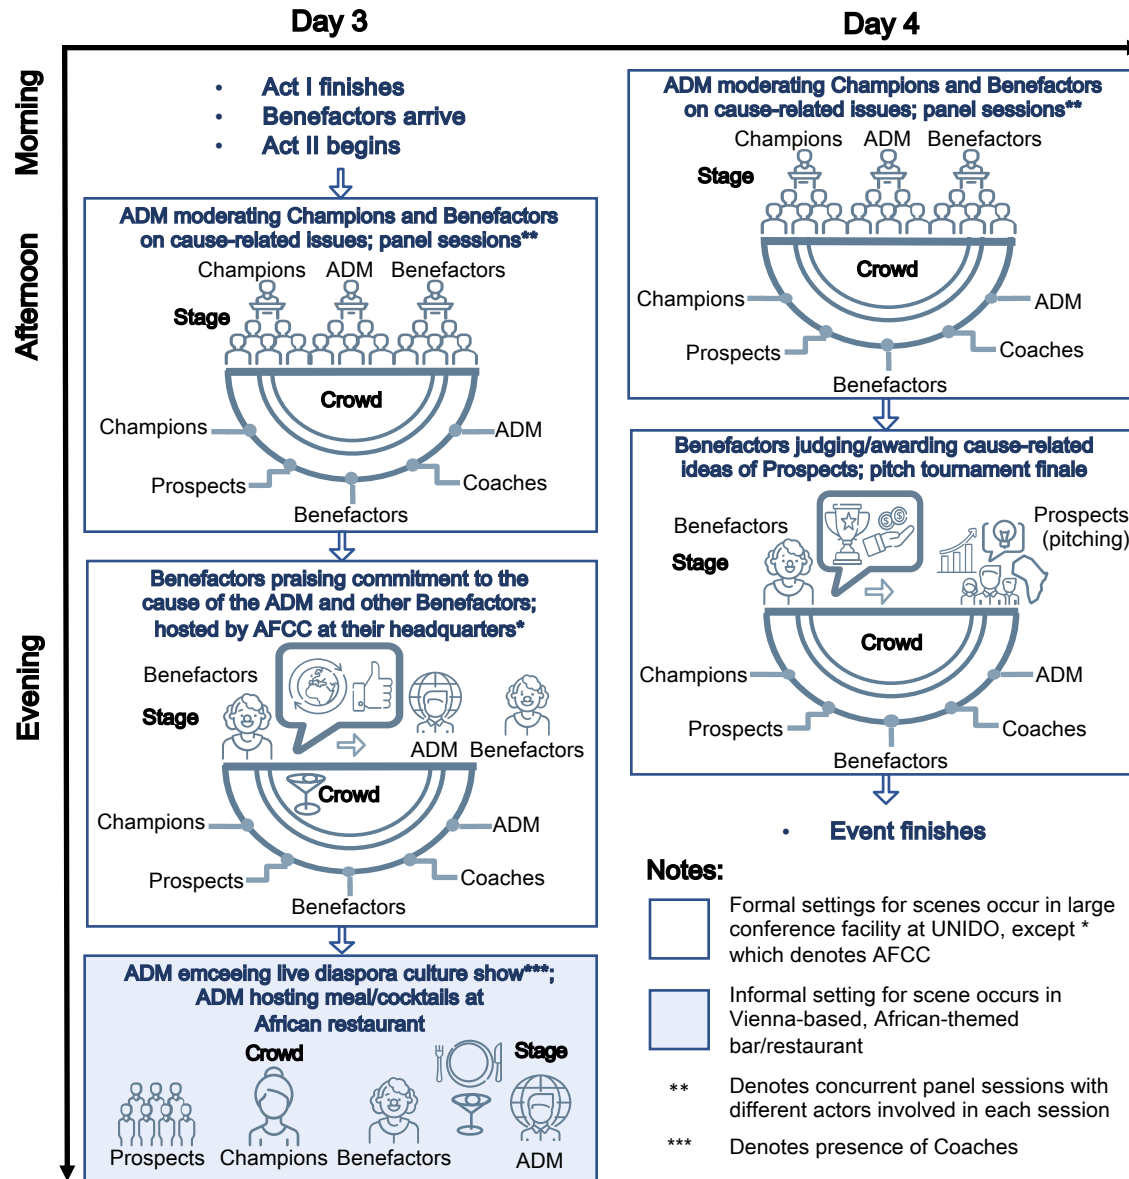 Day 3
Day 4
Morning
Afternoon
Evening
• Act I finishes
• Benefactors arrive
• Act II begins
ADM moderating Champions and Benefactors
on cause-related issues; panel sessions**
Champions ADM Benefactors
Stage
Crowd
Champions
ADM
Prospects
Coaches
Benefactors
Benefactors praising commitment to the
cause of the ADM and other Benefactors;
hosted by AFCC at their headquarters*
Benefactors
Stage
ADM Benefactors
Crowd
Champions
ADM
Prospects
Coaches
Benefactors
ADM emceeing live diaspora culture show***;
ADM hosting meal/cocktails at
African restaurant
Crowd
Stage
Prospects Champions Benefactors
ADM
ADM moderating Champions and Benefactors
on cause-related issues; panel sessions**
Champions ADM Benefactors
Stage
Crowd
Champions
ADM
Prospects
Coaches
Benefactors
Benefactors judging/awarding cause-related
ideas of Prospects; pitch tournament finale
Benefactors
Stage
Prospects
(pitching)
Crowd
Champions
ADM
Prospects
Coaches
Benefactors
• Event finishes
Notes:
Formal settings for scenes occur in large
conference facility at UNIDO, except *
which denotes AFCC
Informal setting for scene occurs in
Vienna-based, African-themed
bar/restaurant
** Denotes concurrent panel sessions with
different actors involved in each session
*** Denotes presence of Coaches